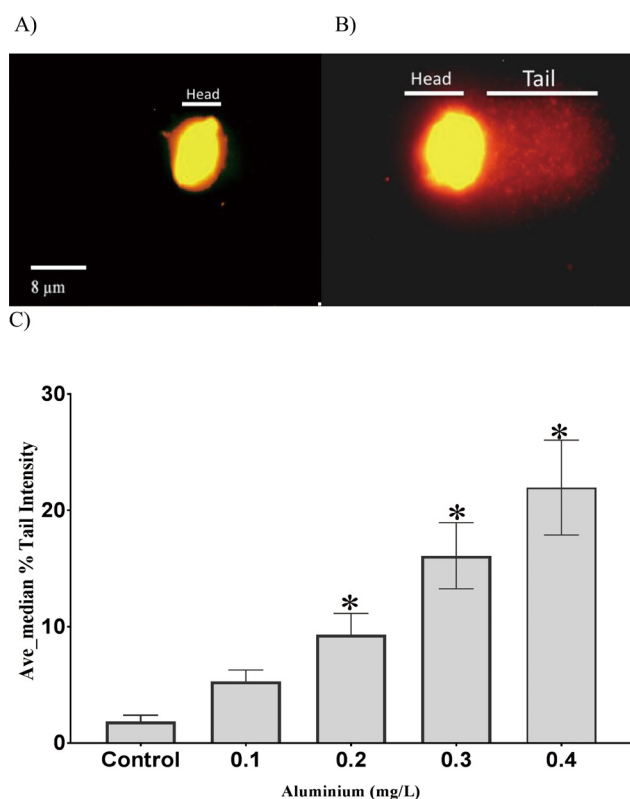 A)
B)
Head
Head
Tail
8 μm
C)
30
20
10
0
Ave_median % Tail Intensity
*
*
*
Control 0.1 0.2 0.3 0.4
Aluminium (mg/L)